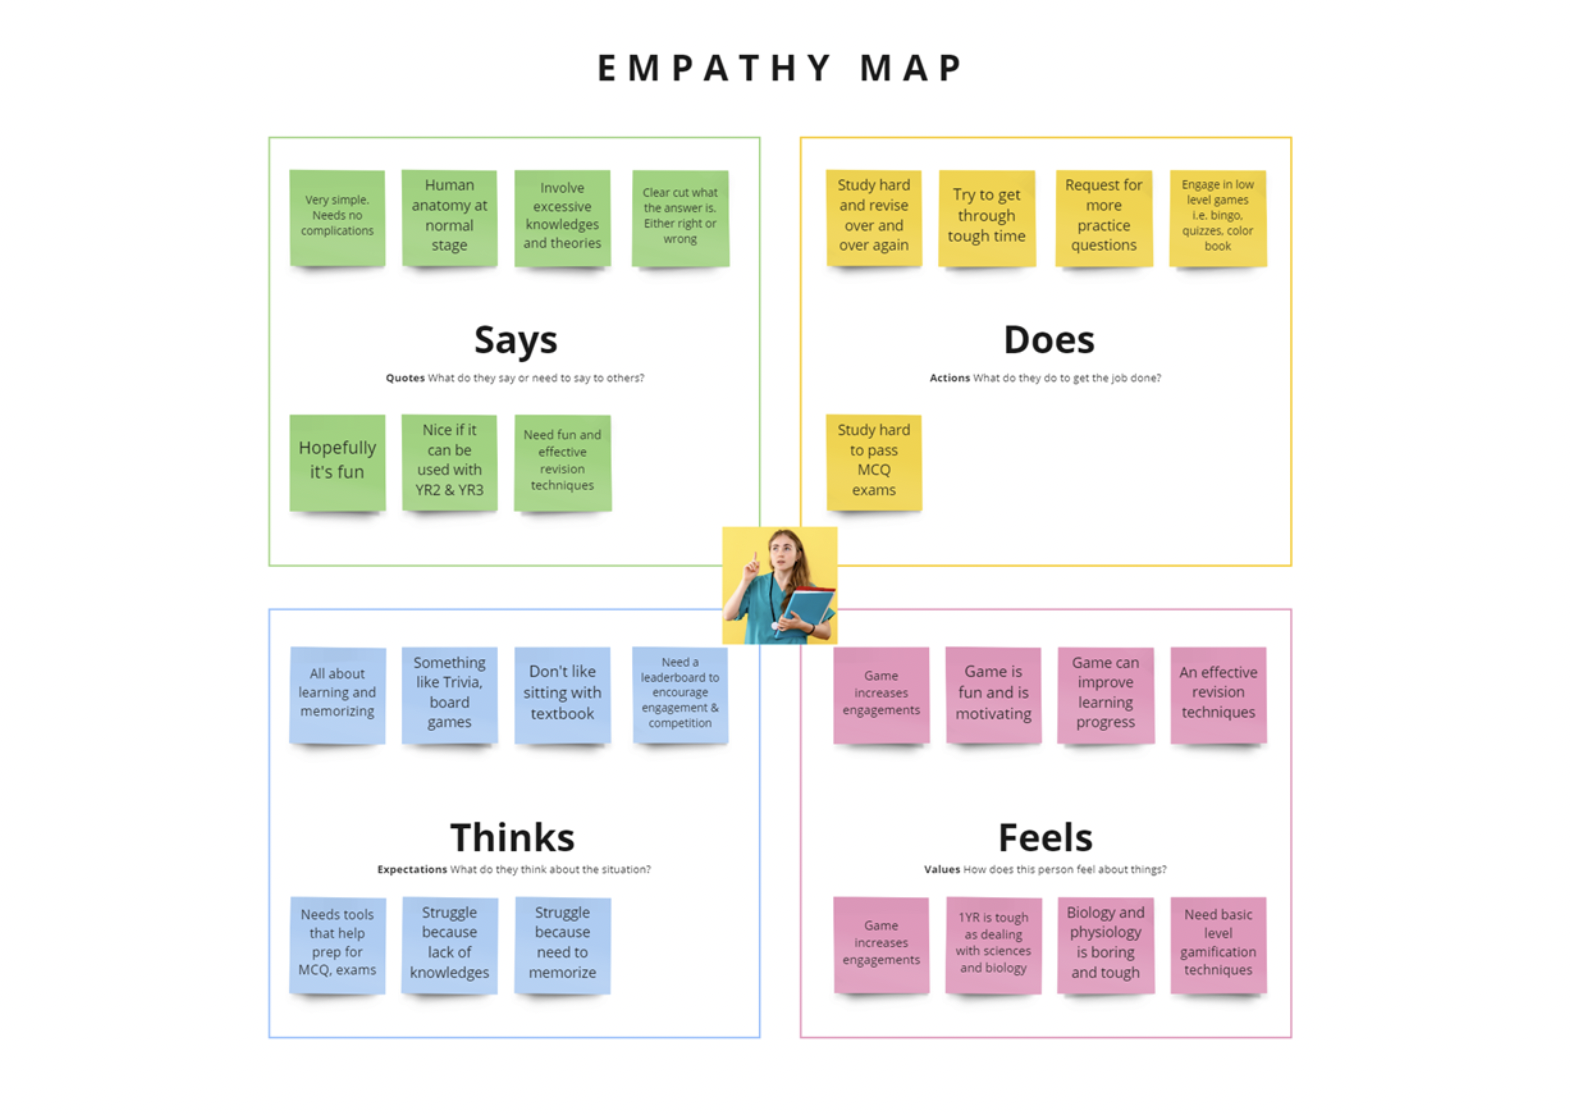 EMPATHY MAP
Very simple.
Needs no
complications
Human
anatomy at
normal
stage
Involve
excessive
knowledges
and theories
Clear cut what
the answer is.
Either right or
wrong
Says
Quotes What do they say or need to say to others?
Hopefully
it's fun
Nice if it
can be
used with
YR2 & YR3
Need fun and
effective
revision
techniques
Study hard
and revise
over and
over again
Try to get
through
tough time
Request for
more
practice
questions
Engage in low
level games
i.e. bingo,
quizzes, color
book
Does
Actions What do they do to get the job done?
Study hard
to pass
MCQ
exams
All about
learning and
memorizing
Something
like Trivia,
board
games
Don't like
sitting with
textbook
Need a
leaderboard to
encourage
engagement &
competition
Thinks
Expectations What do they think about the situation?
Needs tools
that help
prep for
MCQ, exams
Struggle
because
lack of
knowledges
Struggle
because
need to
memorize
Game
increases
engagements
Game is
fun and is
motivating
Game can
improve
learning
progress
An effective
revision
techniques
Feels
Values How does this person feel about things?
Game
increases
engagements
1YR is tough
as dealing
with sciences
and biology
Biology and
physiology
is boring
and tough
Need basic
level
gamification
techniques